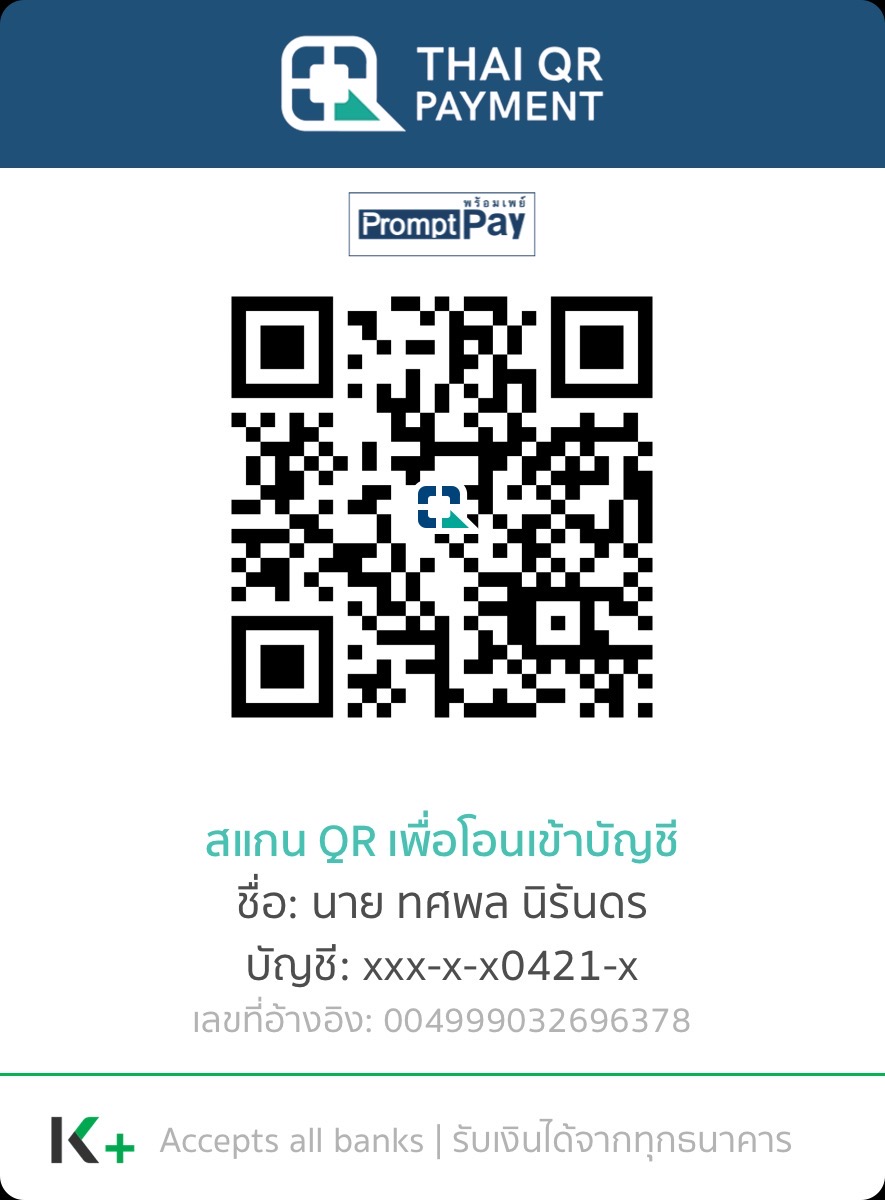 THAI QR
PAYMENT
พร้อมเพย์
PromptPay
สแกน QR เพื่อโอนเข้าบัญชี
ชื่อ: นาย ทศพล นิรันดร
บัญชี: xxx-x-x0421-x
เลขที่อ้างอิง: 004999032696378
K+ Accepts all banks | รับเงินได้จากทุกธนาคาร